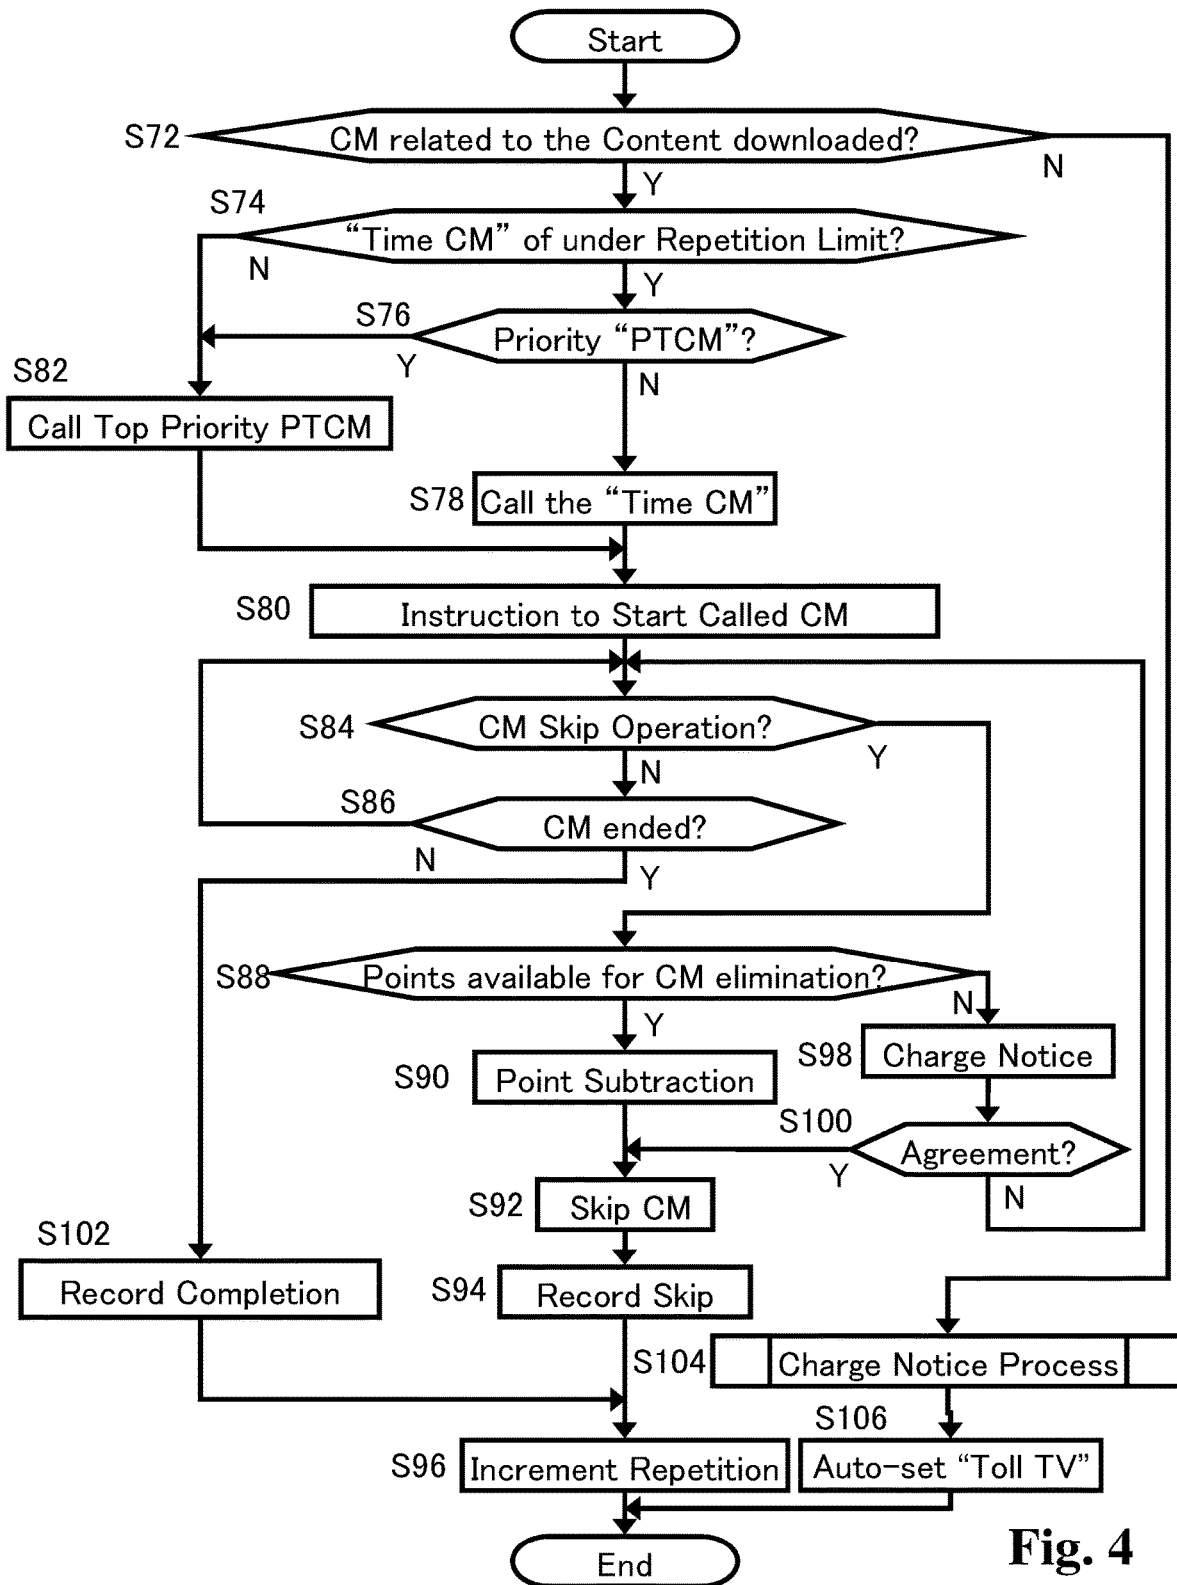 Start
S72
CM related to the Content downloaded?
N
Y
S74
“Time CM” of under Repetition Limit?
N
Y
S76
Priority “PTCM”?
Y
N
S82
Call Top Priority PTCM
S78
Call the “Time CM”
S80
Instruction to Start Called CM
S84
CM Skip Operation?
Y
N
S86
CM ended?
N
Y
S88
Points available for CM elimination?
N
Y
S98
Charge Notice
S90
Point Subtraction
S100
Agreement?
Y
N
S92
Skip CM
S102
Record Completion
S94
Record Skip
S104
Charge Notice Process
S106
Auto-set “Toll TV”
S96
Increment Repetition
End
Fig. 4